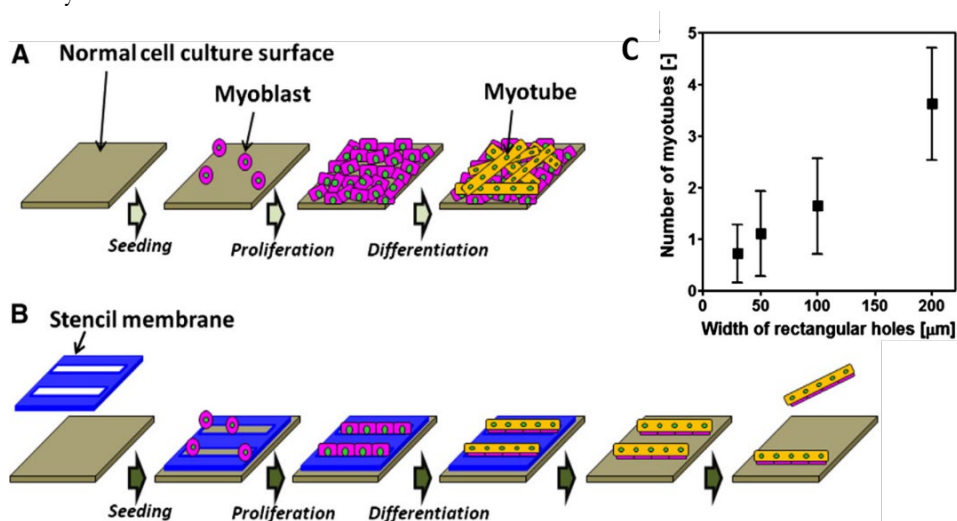 A
Normal cell culture surface
Myoblast
Myotube
Seeding
Proliferation
Differentiation
B
Stencil membrane
Seeding
Proliferation
Differentiation
C
Number of myotubes [-]
5
4
3
2
1
0
0 50 100 150 200
Width of rectangular holes [μm]